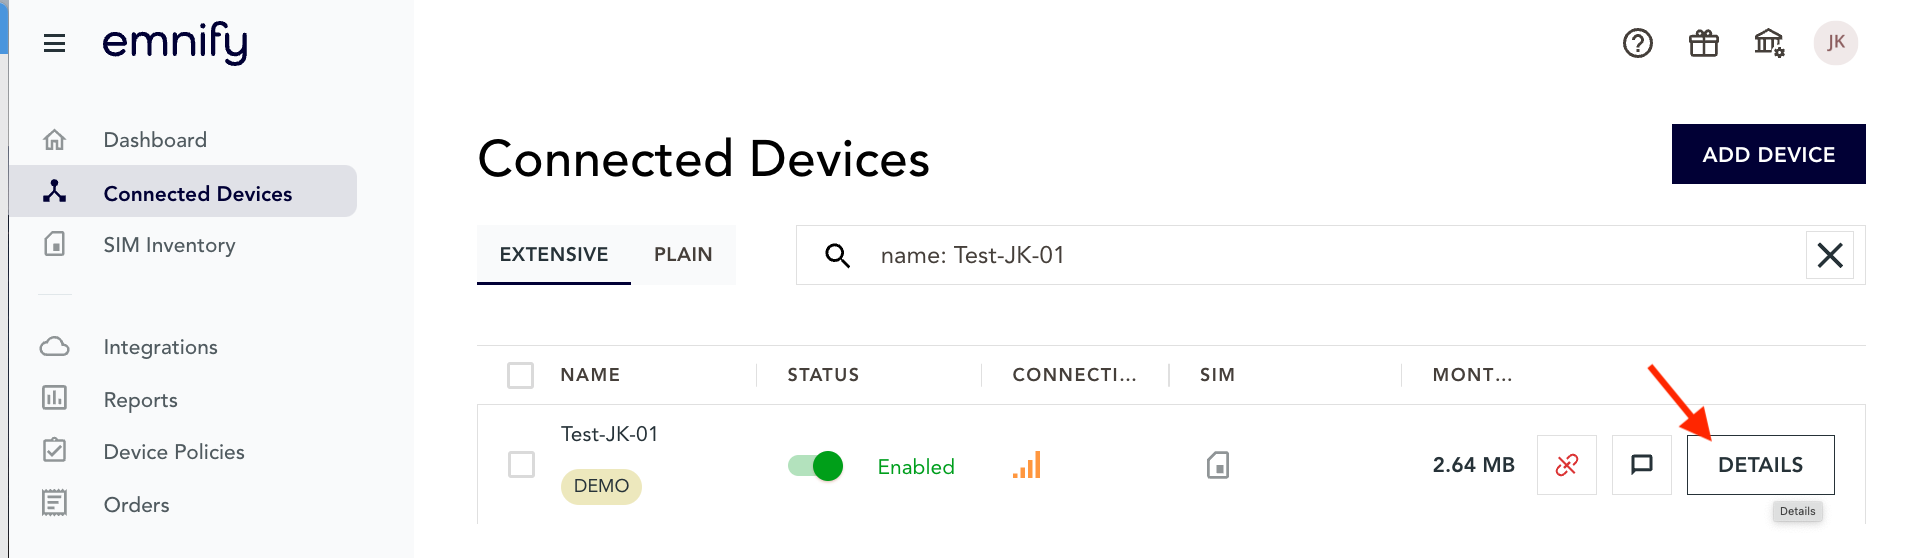 emnify
JK
Dashboard
Connected Devices
SIM Inventory
Integrations
Reports
Device Policies
Orders
Connected Devices
ADD DEVICE
EXTENSIVE PLAIN
name: Test-JK-01
NAME STATUS CONNECTI... SIM MONT...
Test-JK-01
DEMO
Enabled
2.64 MB
DETAILS
Details